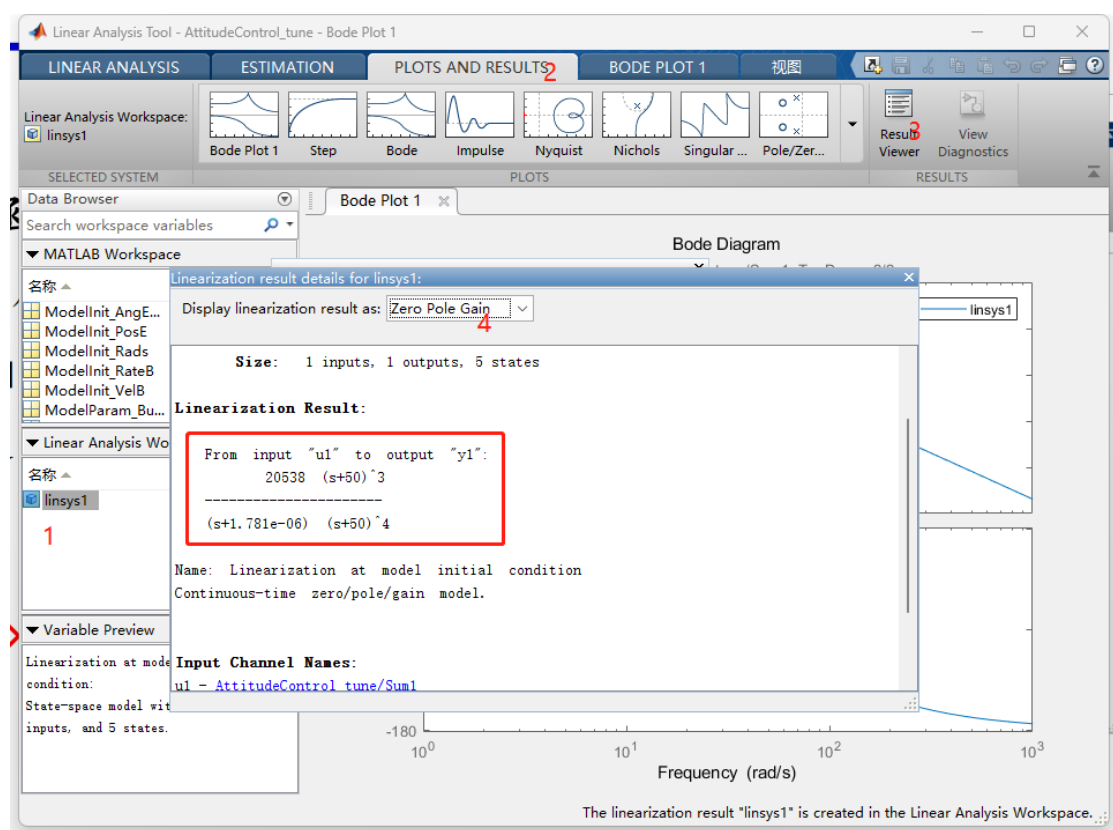 Linear Analysis Tool - AttitudeControl_tune - Bode Plot 1
LINEAR ANALYSIS ESTIMATION PLOTS AND RESULTS 2 BODE PLOT 1 视图
Linear Analysis Workspace:
linsys1
Bode Plot 1 Step Bode Impulse Nyquist Nichols Singular ... Pole/Zer...
Result 3 Viewer
View Diagnostics
SELECTED SYSTEM PLOTS RESULTS
Data Browser
Bode Plot 1
Search workspace variables
MATLAB Workspace
Bode Diagram
Linearization result details for linsys1:
名称
Display linearization result as: Zero Pole Gain
4
linsys1
ModelInit_AngE...
ModelInit_PosE
ModelInit_Rads
ModelInit_RateB
ModelInit_VelB
ModelParam_Bu...
Size: 1 inputs, 1 outputs, 5 states
Linearization Result:
Linear Analysis Wo
From input "u1" to output "y1":
20538 (s+50)^3
-----------------------
(s+1.781e-06) (s+50)^4
名称
linsys1
1
Name: Linearization at model initial condition
Continuous-time zero/pole/gain model.
Variable Preview
Linearization at mode
condition:
State-space model wit
inputs, and 5 states.
Input Channel Names:
u1 - AttitudeControl_tune/Sum1
-180
10^0 10^1 10^2 10^3
Frequency (rad/s)
The linearization result "linsys1" is created in the Linear Analysis Workspace.